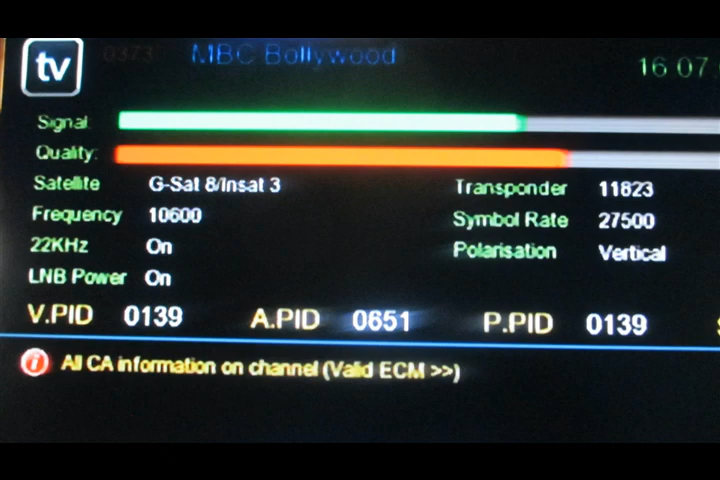 tv 0373 MBC Bollywood 16 07
Signal:
Quality:
Satellite G-Sat 8/Insat 3 Transponder 11823
Frequency 10600 Symbol Rate 27500
22KHz On Polarisation Vertical
LNB Power On
V.PID 0139 A.PID 0651 P.PID 0139
i All CA information on channel (Valid ECM >>)